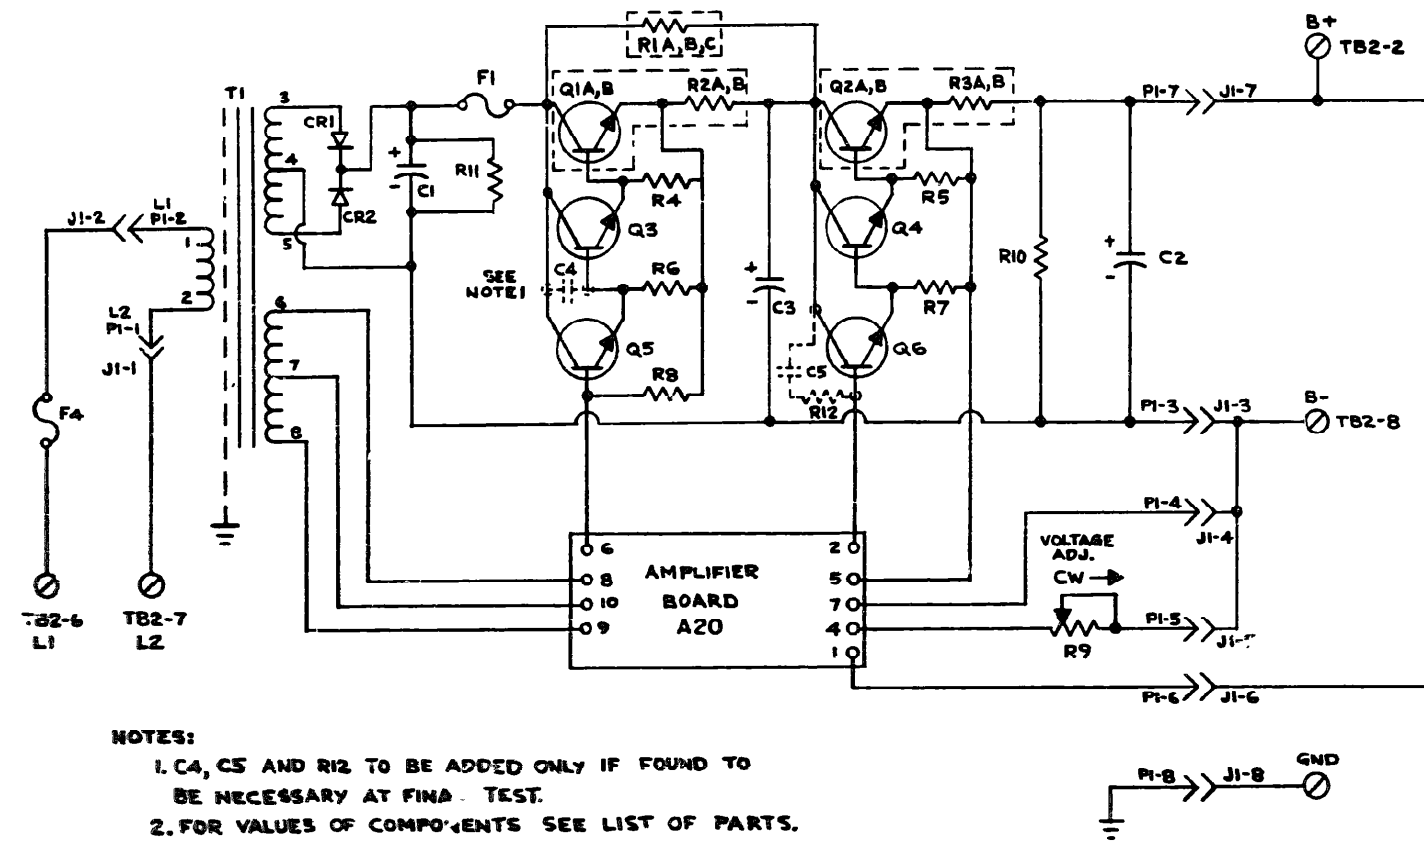 B+
TB2-2
R1A,B,C
F1
Q1A,B
R2A,B
Q2A,B
R3A,B
P1-7
J1-7
T1
3
CR1
4
5
CR2
+
-
C1
R11
R4
R5
L1
P1-2
J1-2
1
2
Q3
Q4
SEE
NOTE 1
C4
R6
+
-
C3
R7
R10
+
-
C2
L2
P1-1
J1-1
6
7
8
Q5
R8
Q6
C5
R12
F4
P1-3
J1-3
B-
TB2-8
P1-4
J1-4
VOLTAGE
ADJ.
CW
AMPLIFIER
BOARD
A20
6
8
10
9
2
5
7
4
1
R9
P1-5
J1-
P1-6
J1-6
TB2-6
L1
TB2-7
L2
NOTES:
1. C4, C5 AND R12 TO BE ADDED ONLY IF FOUND TO
BE NECESSARY AT FINA TEST.
2. FOR VALUES OF COMPONENTS SEE LIST OF PARTS.
P1-8
J1-8
GND